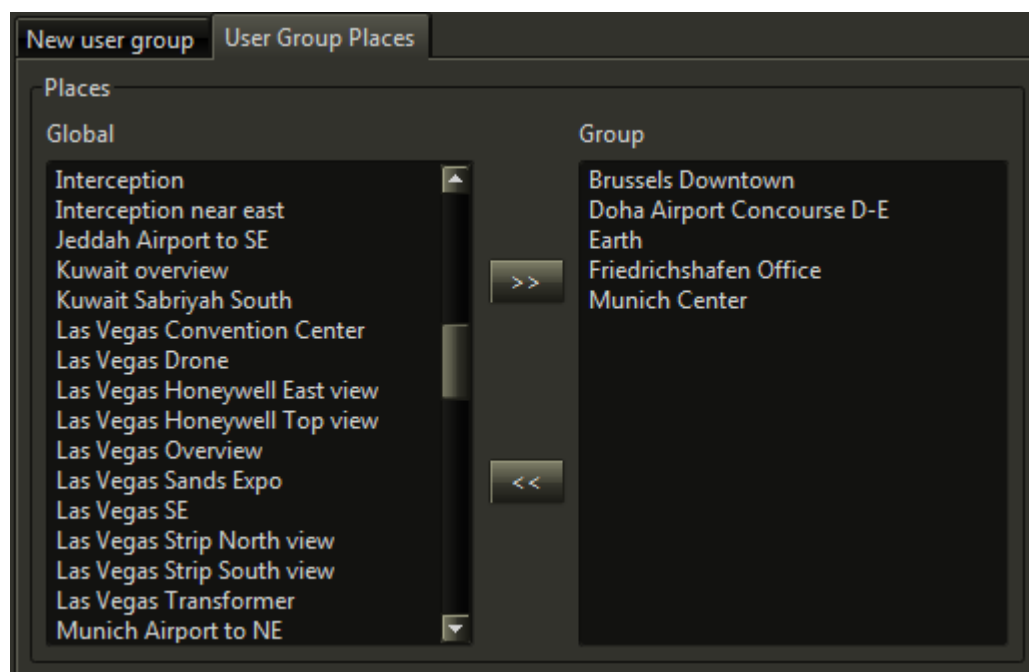 New user group
User Group Places
Places
Global
Group
Interception
Interception near east
Jeddah Airport to SE
Kuwait overview
Kuwait Sabriyah South
Las Vegas Convention Center
Las Vegas Drone
Las Vegas Honeywell East view
Las Vegas Honeywell Top view
Las Vegas Overview
Las Vegas Sands Expo
Las Vegas SE
Las Vegas Strip North view
Las Vegas Strip South view
Las Vegas Transformer
Munich Airport to NE
>>
<<
Brussels Downtown
Doha Airport Concourse D-E
Earth
Friedrichshafen Office
Munich Center